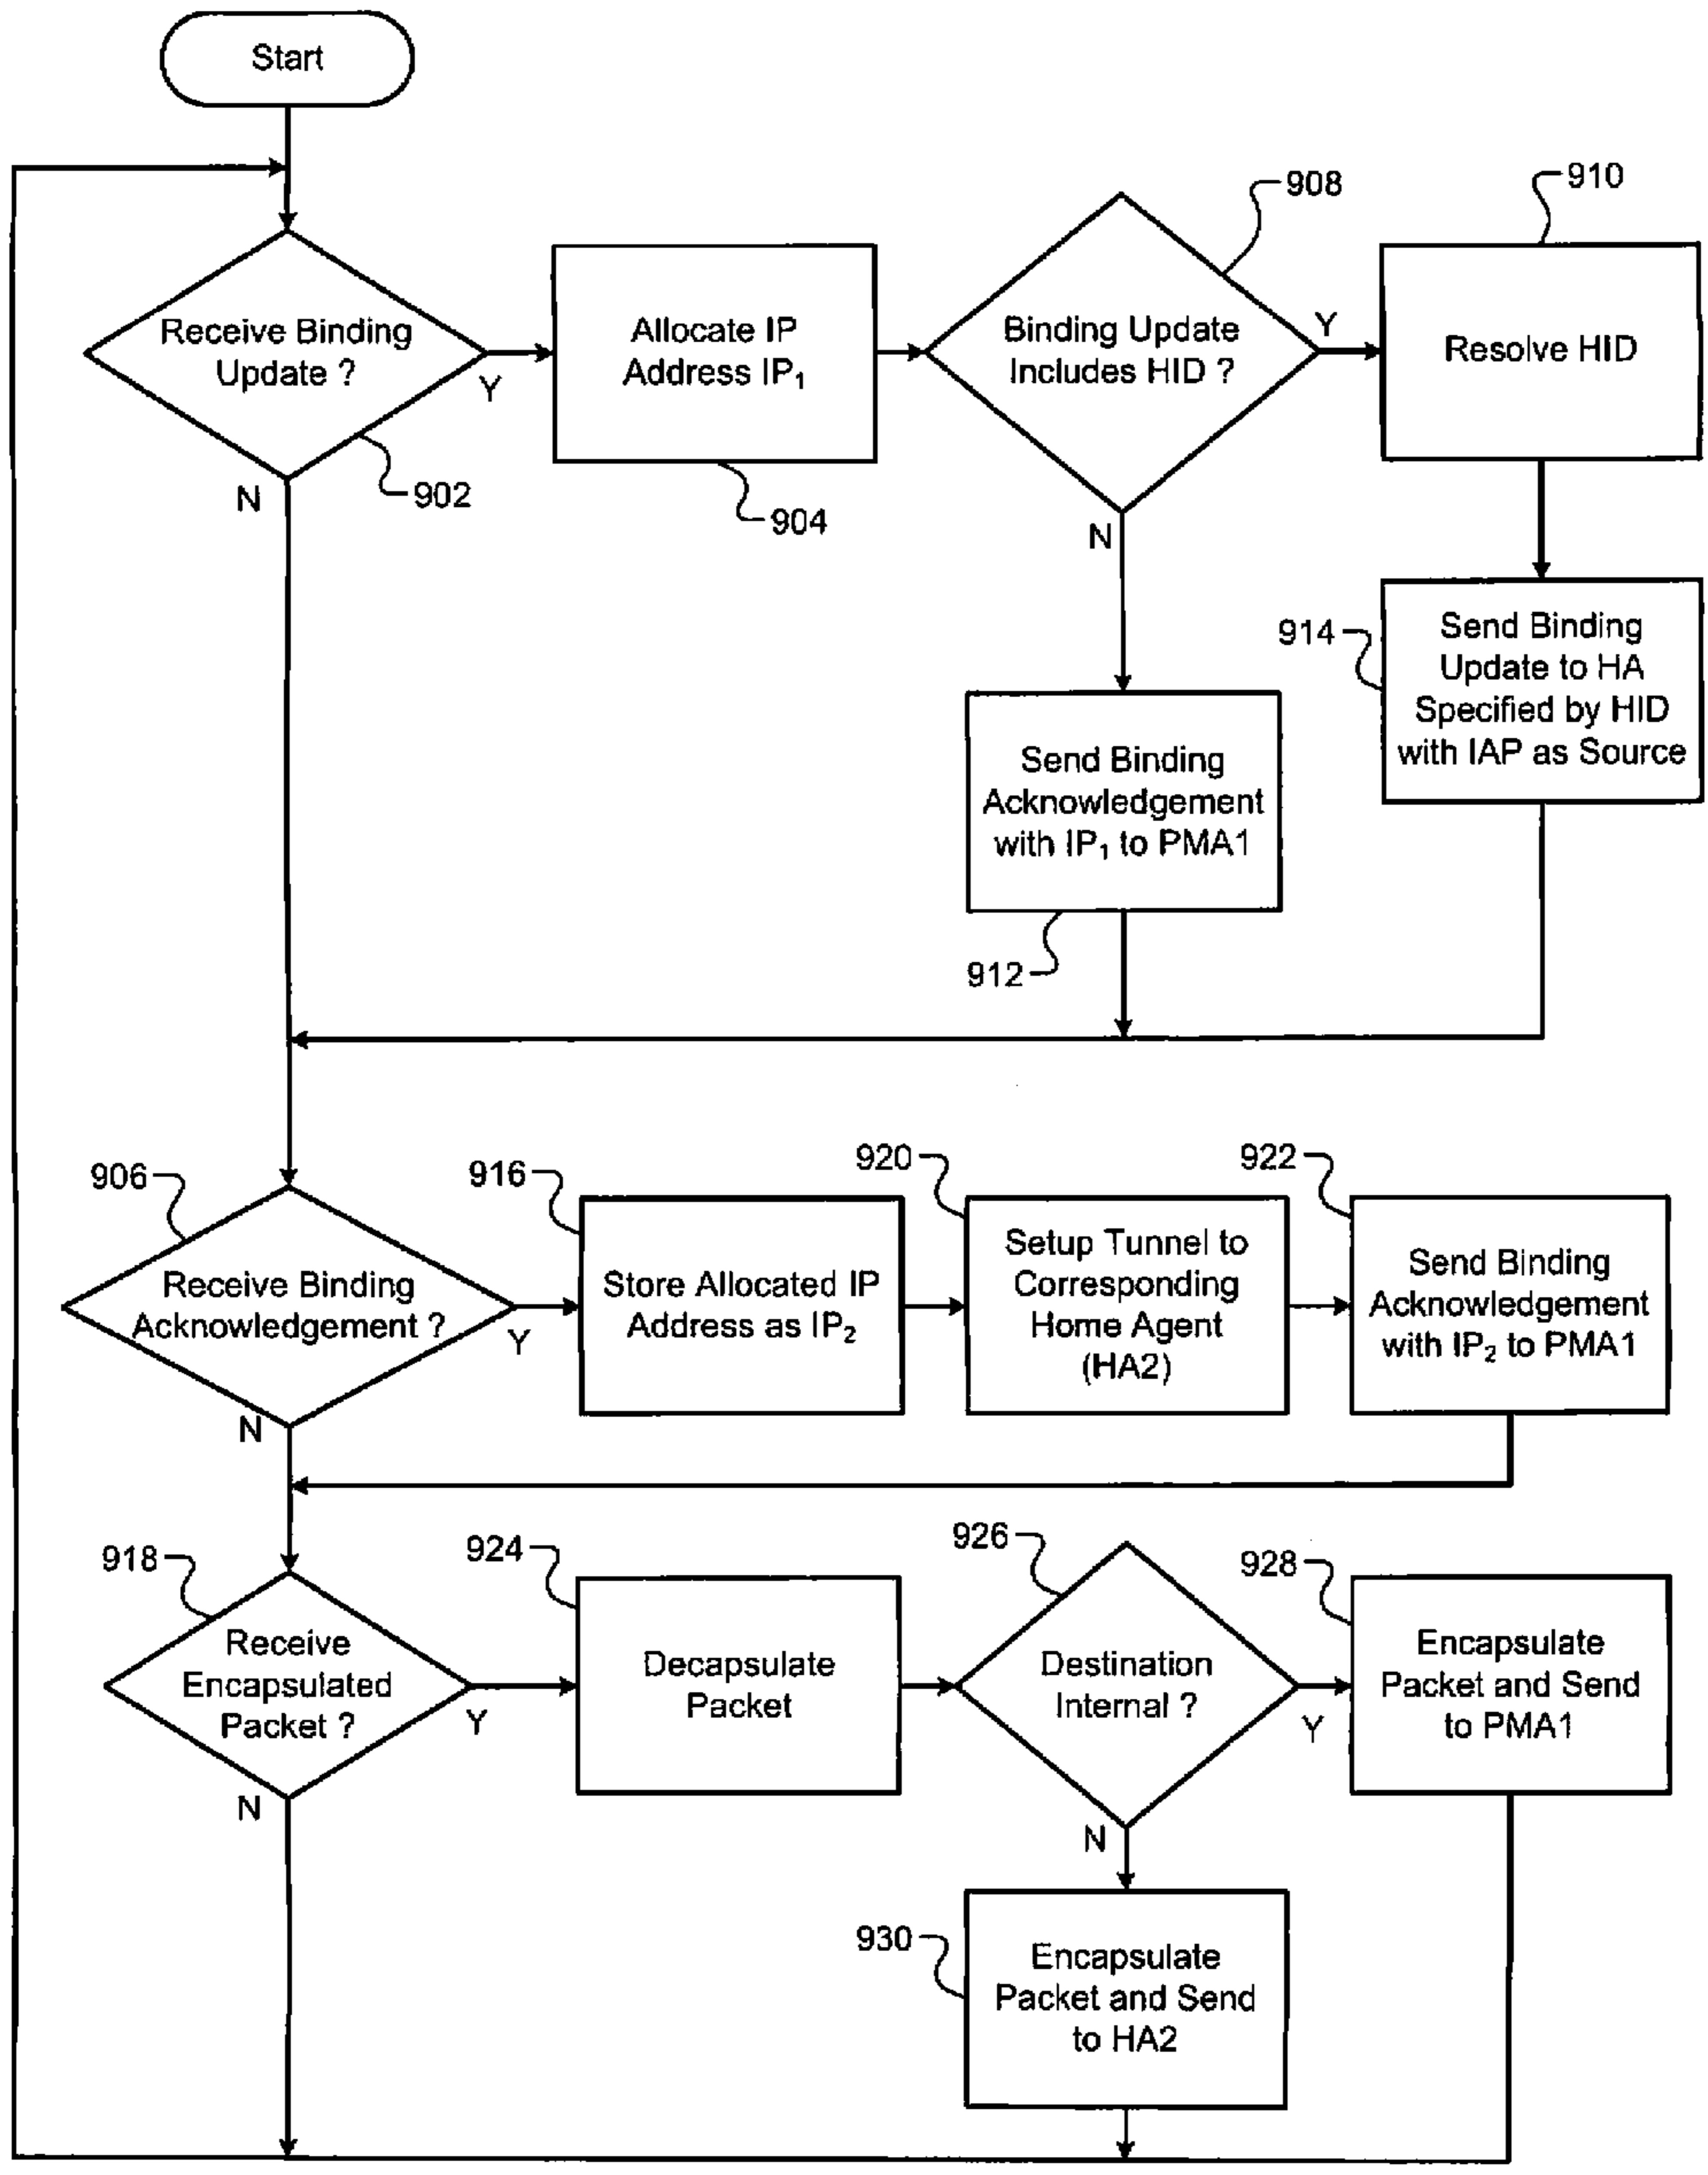 Start
908
910
Receive Binding
Update ?
Y
N
902
Allocate IP
Address IP₁
904
Binding Update
Includes HID ?
Y
N
Resolve HID
914
Send Binding
Update to HA
Specified by HID
with IAP as Source
Send Binding
Acknowledgement
with IP₁ to PMA1
912
906
Receive Binding
Acknowledgement ?
Y
N
916
Store Allocated IP
Address as IP₂
920
Setup Tunnel to
Corresponding
Home Agent
(HA2)
922
Send Binding
Acknowledgement
with IP₂ to PMA1
918
Receive
Encapsulated
Packet ?
Y
N
924
Decapsulate
Packet
926
Destination
Internal ?
Y
N
928
Encapsulate
Packet and Send
to PMA1
930
Encapsulate
Packet and Send
to HA2